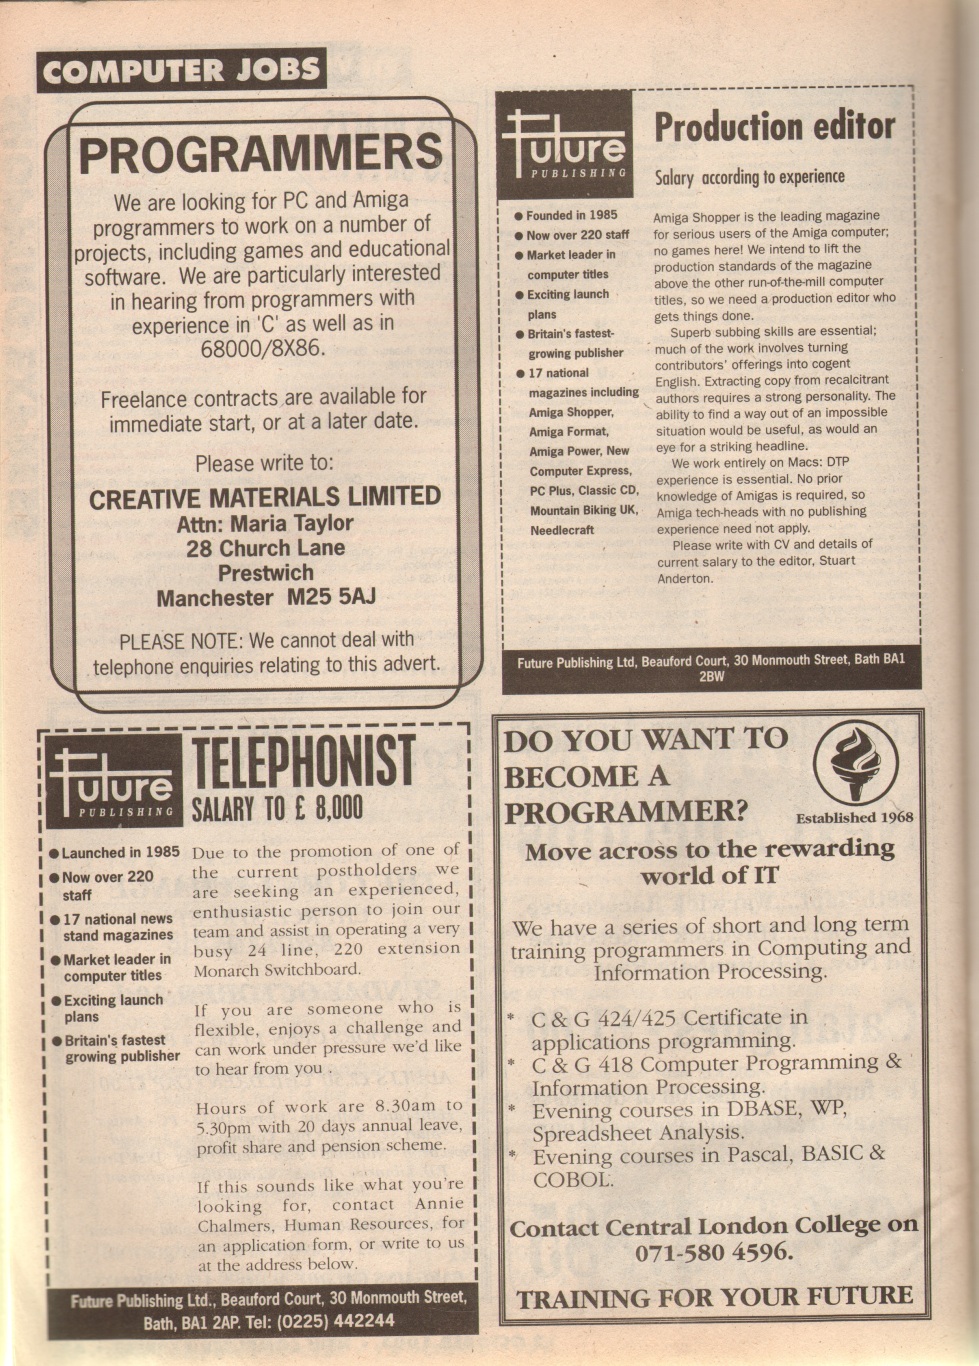 COMPUTER JOBS
PROGRAMMERS
We are looking for PC and Amiga
programmers to work on a number of
projects, including games and educational
software. We are particularly interested
in hearing from programmers with
experience in 'C' as well as in
68000/8X86.
Freelance contracts are available for
immediate start, or at a later date.
Please write to:
CREATIVE MATERIALS LIMITED
Attn: Maria Taylor
28 Church Lane
Prestwich
Manchester M25 5AJ
PLEASE NOTE: We cannot deal with
telephone enquiries relating to this advert.
Future
PUBLISHING
● Founded in 1985
● Now over 220 staff
● Market leader in
computer titles
● Exciting launch
plans
● Britain's fastest-
growing publisher
● 17 national
magazines including
Amiga Shopper,
Amiga Format,
Amiga Power, New
Computer Express,
PC Plus, Classic CD,
Mountain Biking UK,
Needlecraft
Production editor
Salary according to experience
Amiga Shopper is the leading magazine
for serious users of the Amiga computer;
no games here! We intend to lift the
production standards of the magazine
above the other run-of-the-mill computer
titles, so we need a production editor who
gets things done.
Superb subbing skills are essential;
much of the work involves turning
contributors' offerings into cogent
English. Extracting copy from recalcitrant
authors requires a strong personality. The
ability to find a way out of an impossible
situation would be useful, as would an
eye for a striking headline.
We work entirely on Macs: DTP
experience is essential. No prior
knowledge of Amigas is required, so
Amiga tech-heads with no publishing
experience need not apply.
Please write with CV and details of
current salary to the editor, Stuart
Anderton.
Future Publishing Ltd, Beauford Court, 30 Monmouth Street, Bath BA1
2BW
Future
PUBLISHING
TELEPHONIST
SALARY TO £ 8,000
● Launched in 1985
● Now over 220
staff
● 17 national news
stand magazines
● Market leader in
computer titles
● Exciting launch
plans
● Britain's fastest
growing publisher
Due to the promotion of one of
the current postholders we
are seeking an experienced,
enthusiastic person to join our
team and assist in operating a very
busy 24 line, 220 extension
Monarch Switchboard.
If you are someone who is
flexible, enjoys a challenge and
can work under pressure we'd like
to hear from you .
Hours of work are 8.30am to
5.30pm with 20 days annual leave,
profit share and pension scheme.
If this sounds like what you're
looking for, contact Annie
Chalmers, Human Resources, for
an application form, or write to us
at the address below.
Future Publishing Ltd., Beauford Court, 30 Monmouth Street,
Bath, BA1 2AP. Tel: (0225) 442244
DO YOU WANT TO
BECOME A
PROGRAMMER?
Established 1968
Move across to the rewarding
world of IT
We have a series of short and long term
training programmers in Computing and
Information Processing.
* C & G 424/425 Certificate in
applications programming.
* C & G 418 Computer Programming &
Information Processing.
* Evening courses in DBASE, WP,
Spreadsheet Analysis.
* Evening courses in Pascal, BASIC &
COBOL.
Contact Central London College on
071-580 4596.
TRAINING FOR YOUR FUTURE